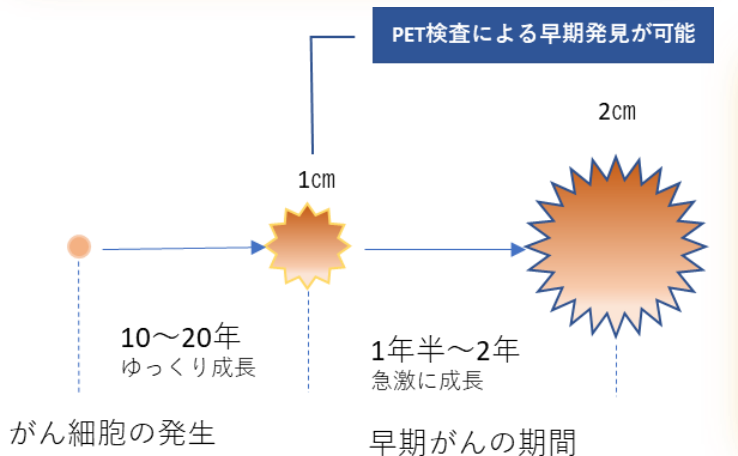 PET検査による早期発見が可能
2㎝
1㎝
10～20年
ゆっくり成長
1年半～2年
急激に成長
がん細胞の発生
早期がんの期間